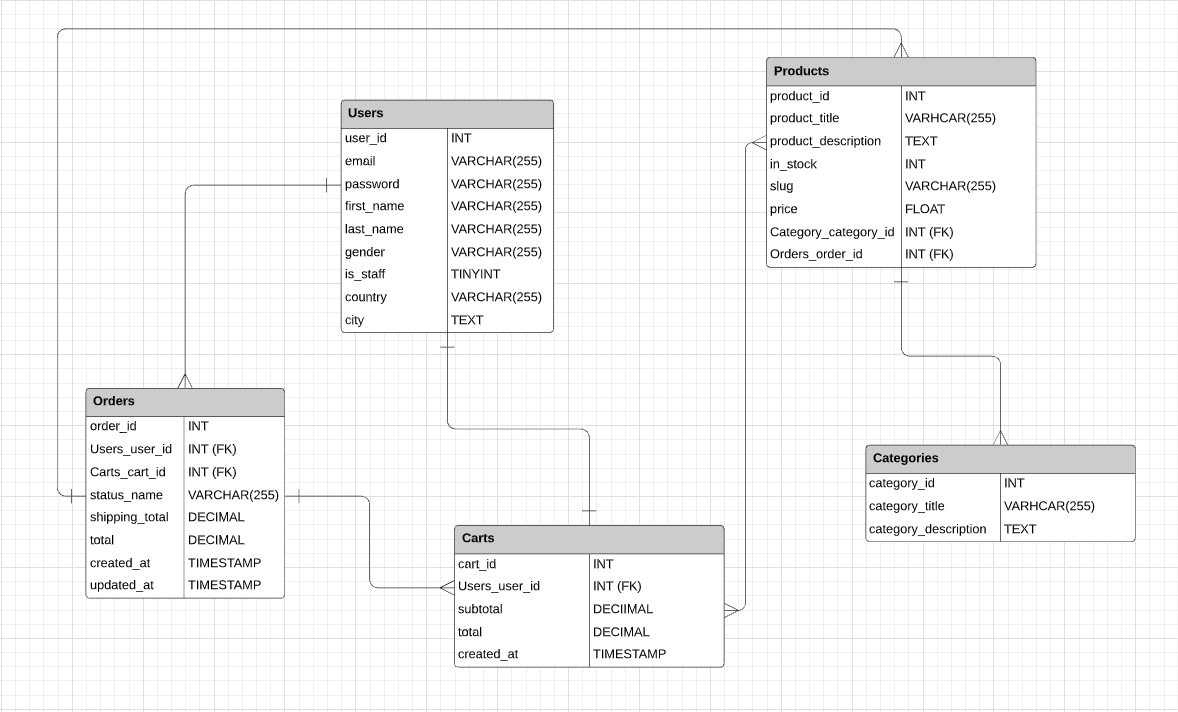 Products
product_id INT
product_title VARHCAR(255)
product_description TEXT
in_stock INT
slug VARCHAR(255)
price FLOAT
Category_category_id INT (FK)
Orders_order_id INT (FK)
Users
user_id INT
email VARCHAR(255)
password VARCHAR(255)
first_name VARCHAR(255)
last_name VARCHAR(255)
gender VARCHAR(255)
is_staff TINYINT
country VARCHAR(255)
city TEXT
Orders
order_id INT
Users_user_id INT (FK)
Carts_cart_id INT (FK)
status_name VARCHAR(255)
shipping_total DECIMAL
total DECIMAL
created_at TIMESTAMP
updated_at TIMESTAMP
Categories
category_id INT
category_title VARHCAR(255)
category_description TEXT
Carts
cart_id INT
Users_user_id INT (FK)
subtotal DECIIMAL
total DECIMAL
created_at TIMESTAMP